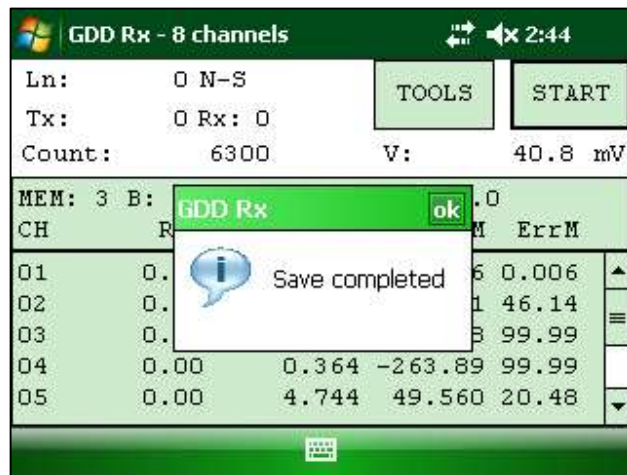 GDD Rx - 8 channels 2:44
Ln: 0 N-S TOOLS START
Tx: 0 Rx: 0
Count: 6300 V: 40.8 mV
MEM: 3 B: .0
GDD Rx ok
CH R M ErrM
01 0. 6 0.006
Save completed
02 0. 1 46.14
03 0. 8 99.99
04 0.00 0.364 -263.89 99.99
05 0.00 4.744 49.560 20.48